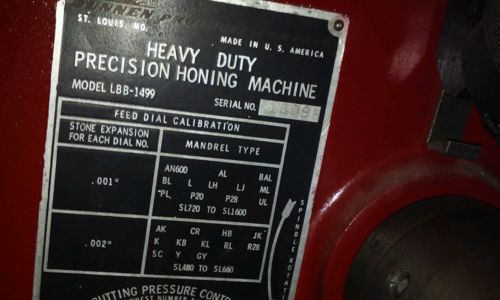 ST. LOUIS, MO.
MADE IN U. S. AMERICA
HEAVY DUTY
PRECISION HONING MACHINE
MODEL LBB-1499
SERIAL NO.
FEED DIAL CALIBRATION
STONE EXPANSION
FOR EACH DIAL NO.
MANDREL TYPE
.001"
AN600 AL BAL
BL L LH LJ ML
PL P20 P28 UL
SL720 TO SL1600
.002"
AK CR HB JK
K KB KL RL R28
SC Y GY
SL480 TO SL660
SPINDLE
CUTTING PRESSURE